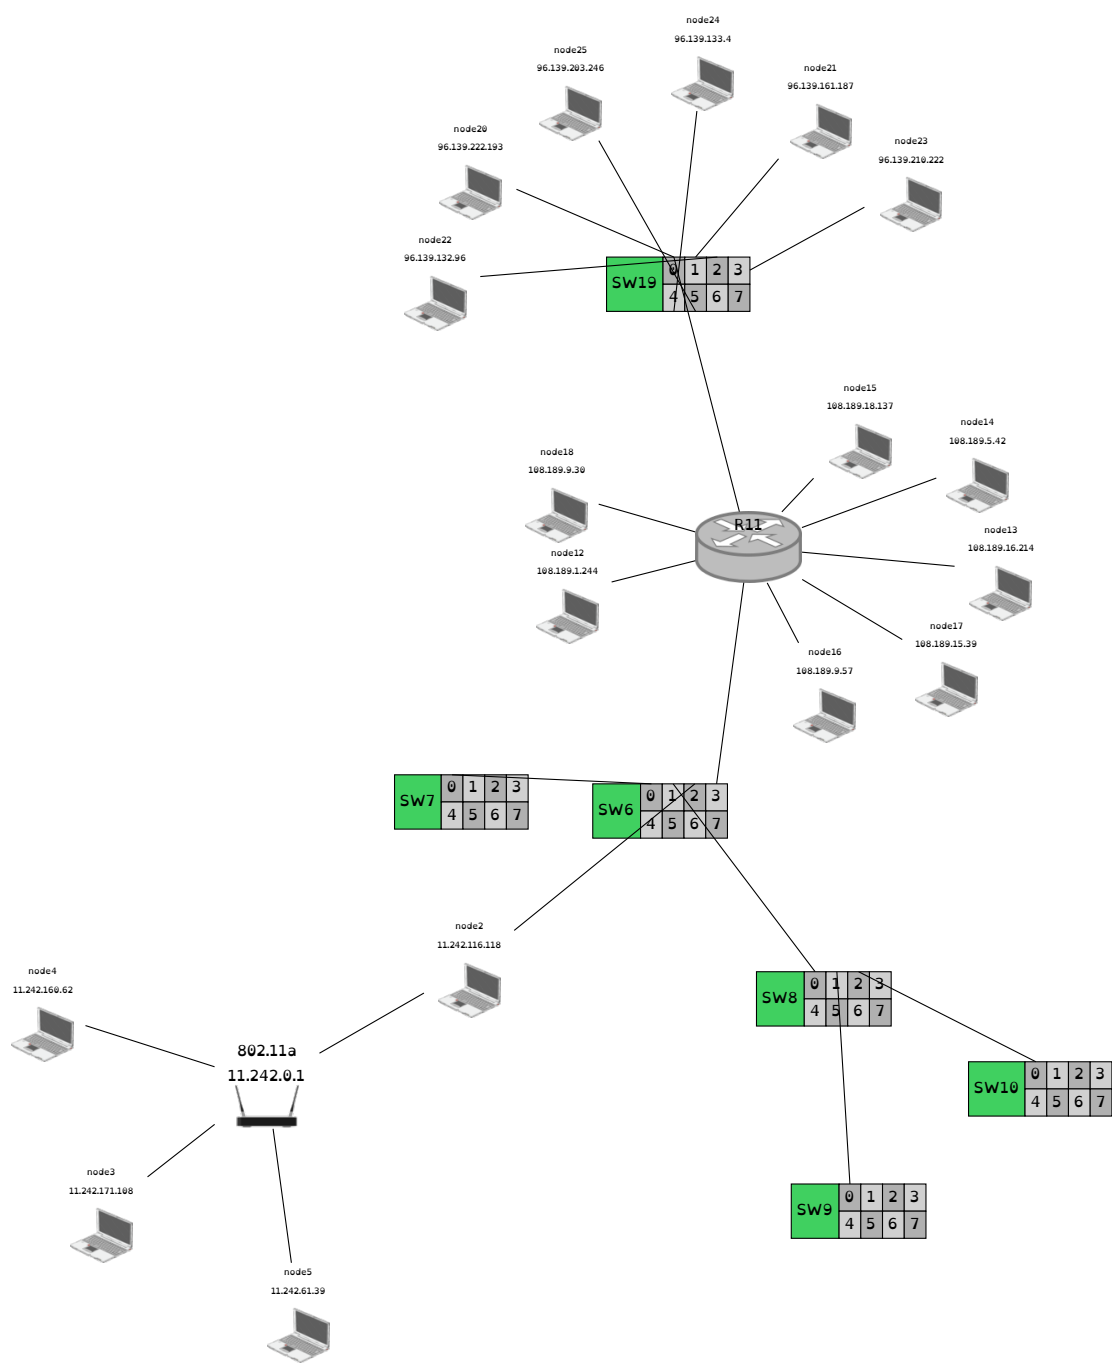 node24
96.139.133.4
node25
96.139.203.246
node21
96.139.161.187
node20
96.139.222.193
node23
96.139.210.222
node22
96.139.132.96
SW19
0 1 2 3
4 5 6 7
node15
108.189.18.137
node14
108.189.5.42
node18
108.189.9.30
R11
node13
108.189.16.214
node12
108.189.1.244
node17
108.189.15.39
node16
108.189.9.57
SW7
0 1 2 3
4 5 6 7
SW6
0 1 2 3
4 5 6 7
node2
11.242.116.118
node4
11.242.160.62
SW8
0 1 2 3
4 5 6 7
802.11a
11.242.0.1
SW10
0 1 2 3
4 5 6 7
node3
11.242.171.108
SW9
0 1 2 3
4 5 6 7
node5
11.242.61.39